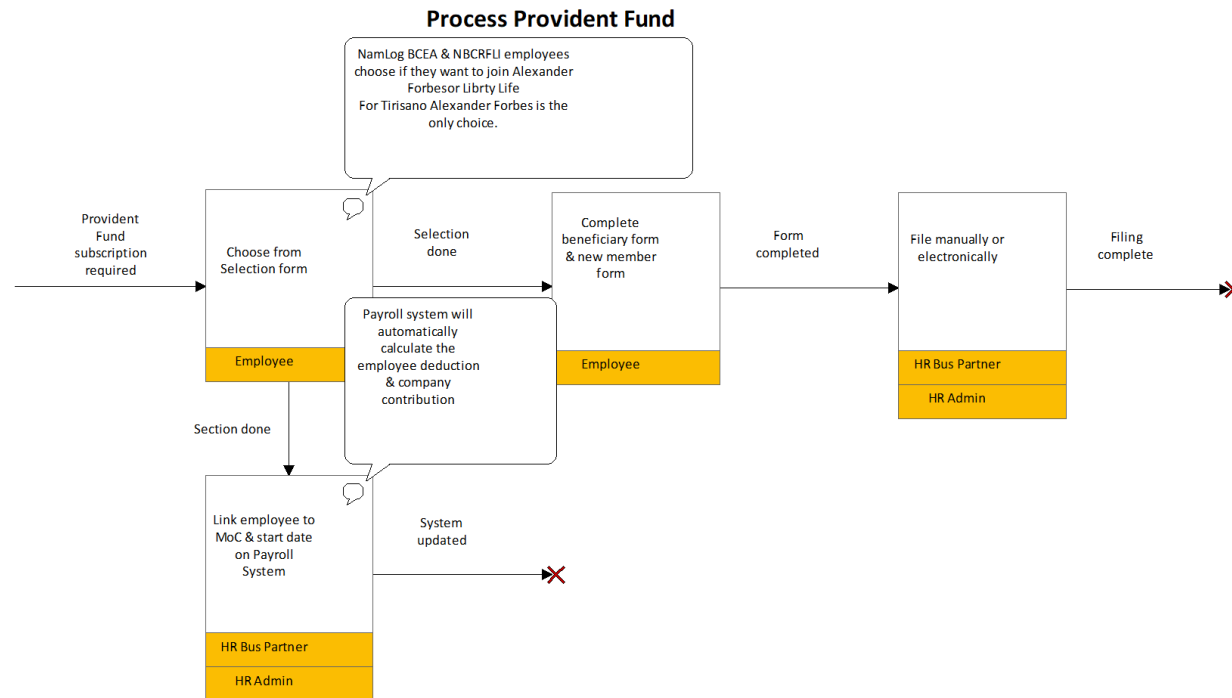 Process Provident Fund
NamLog BCEA & NBCRFLI employees
choose if they want to join Alexander
Forbesor Librty Life
For Tirisano Alexander Forbes is the
only choice.
Provident
Fund
subscription
required
Choose from
Selection form
Employee
Selection
done
Complete
beneficiary form
& new member
form
Employee
Form
completed
File manually or
electronically
HR Bus Partner
HR Admin
Filing
complete
Payroll system will
automatically
calculate the
employee deduction
& company
contribution
Section done
Link employee to
MoC & start date
on Payroll
System
HR Bus Partner
HR Admin
System
updated